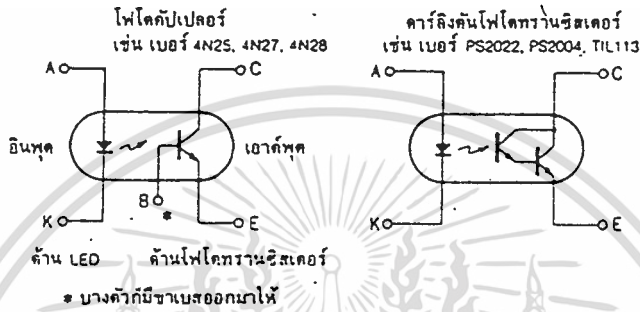 โฟโตคัปเปลอร์
เช่น เบอร์ 4N25, 4N27, 4N28
A
C
อินพุต
เอาต์พุต
B
*
K
E
ด้าน LED ด้านโฟโตทรานซิสเตอร์
* บางตัวก็มีขาเบสออกมาให้
ดาร์ลิงตันโฟโตทรานซิสเตอร์
เช่น เบอร์ PS2022, PS2004, TIL113
A
C
K
E